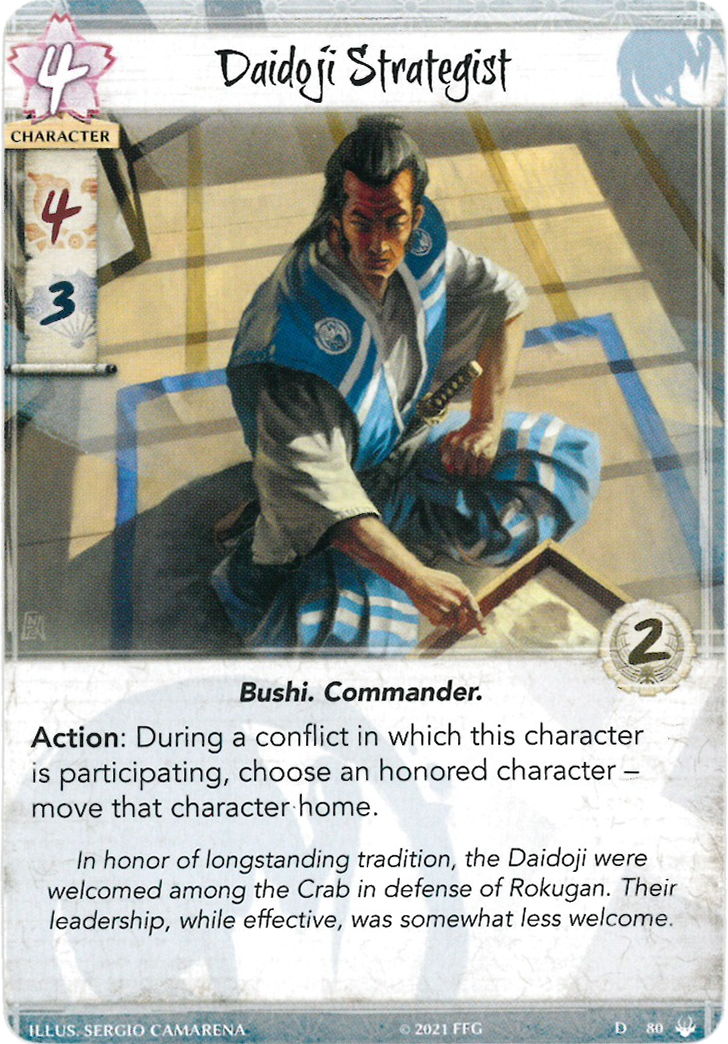 4
Daidoji Strategist
CHARACTER
4
3
2
Bushi. Commander.
Action: During a conflict in which this character
is participating, choose an honored character –
move that character home.
In honor of longstanding tradition, the Daidoji were
welcomed among the Crab in defense of Rokugan. Their
leadership, while effective, was somewhat less welcome.
ILLUS. SERGIO CAMARENA
© 2021 FFG
D 80